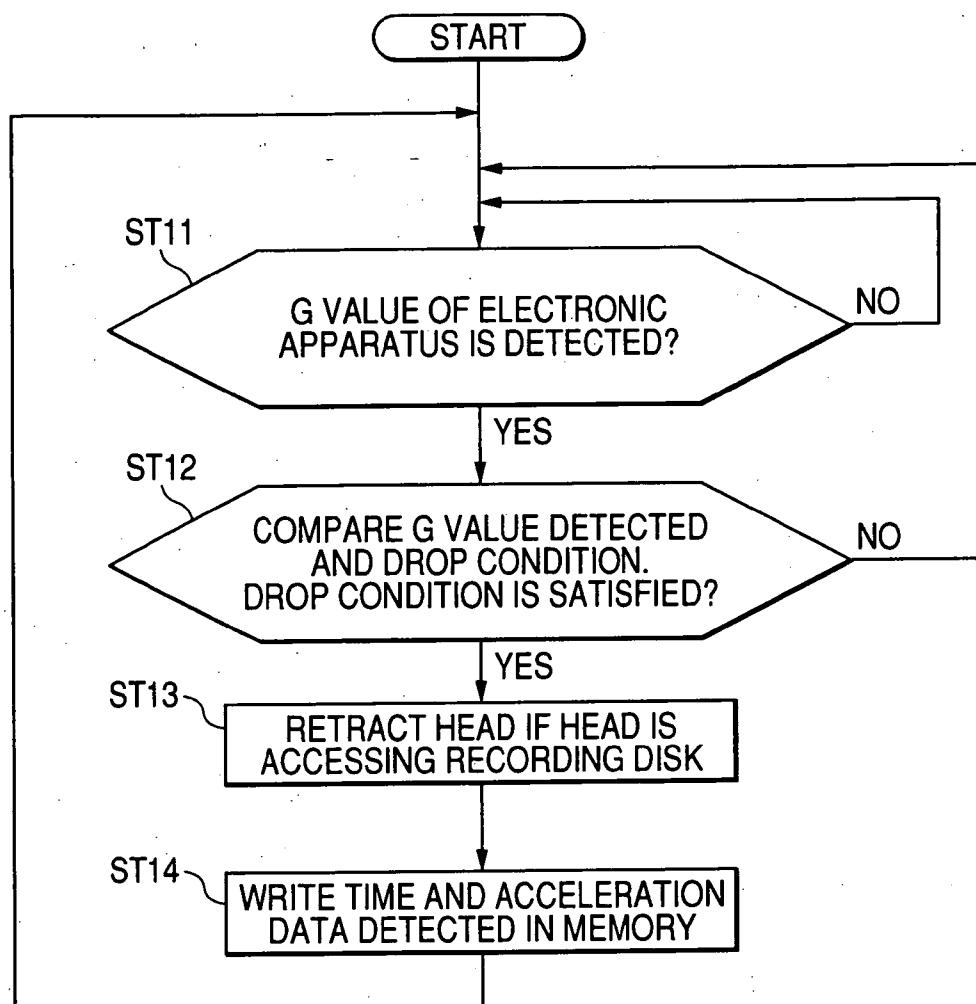 START
ST11
G VALUE OF ELECTRONIC
APPARATUS IS DETECTED?
NO
YES
ST12
COMPARE G VALUE DETECTED
AND DROP CONDITION.
DROP CONDITION IS SATISFIED?
NO
YES
ST13
RETRACT HEAD IF HEAD IS
ACCESSING RECORDING DISK
ST14
WRITE TIME AND ACCELERATION
DATA DETECTED IN MEMORY